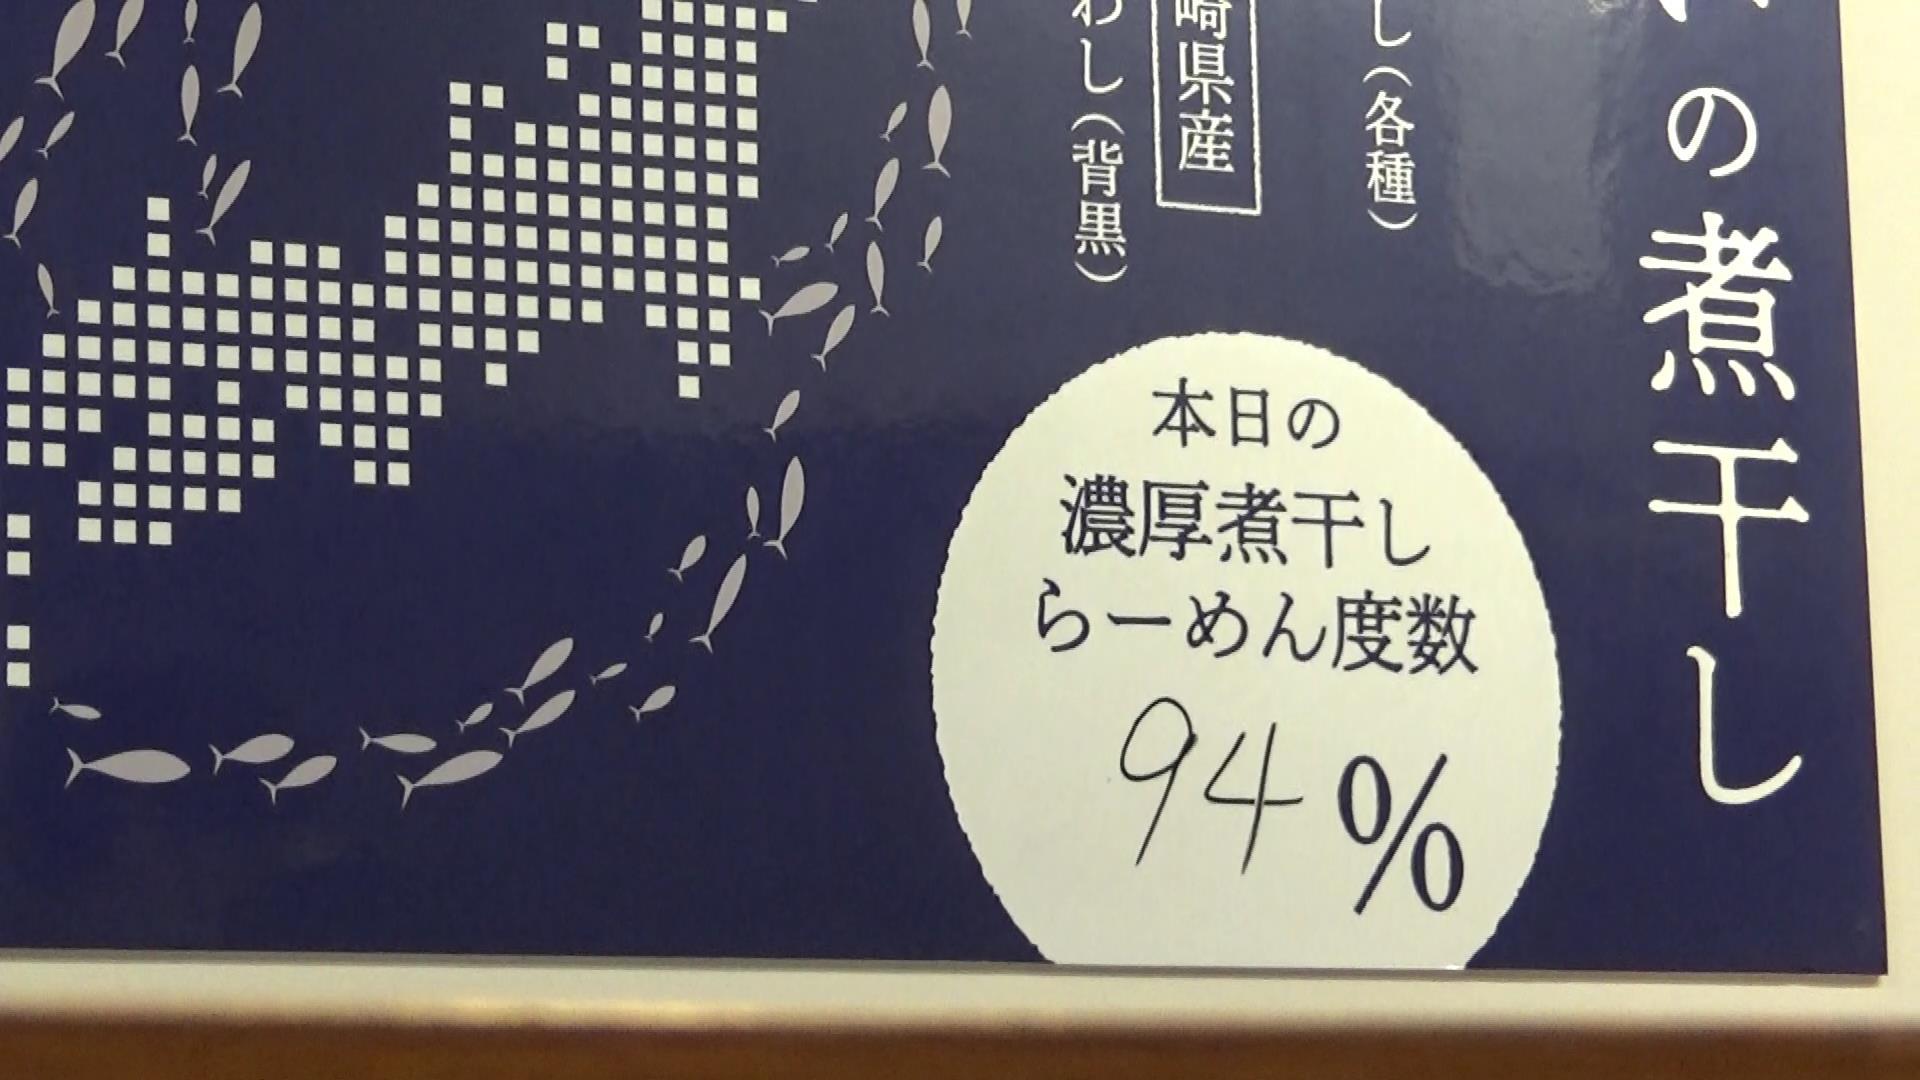 の煮干し
し（各種）
崎県産
わし（背黒）
本日の
濃厚煮干し
らーめん度数
94%